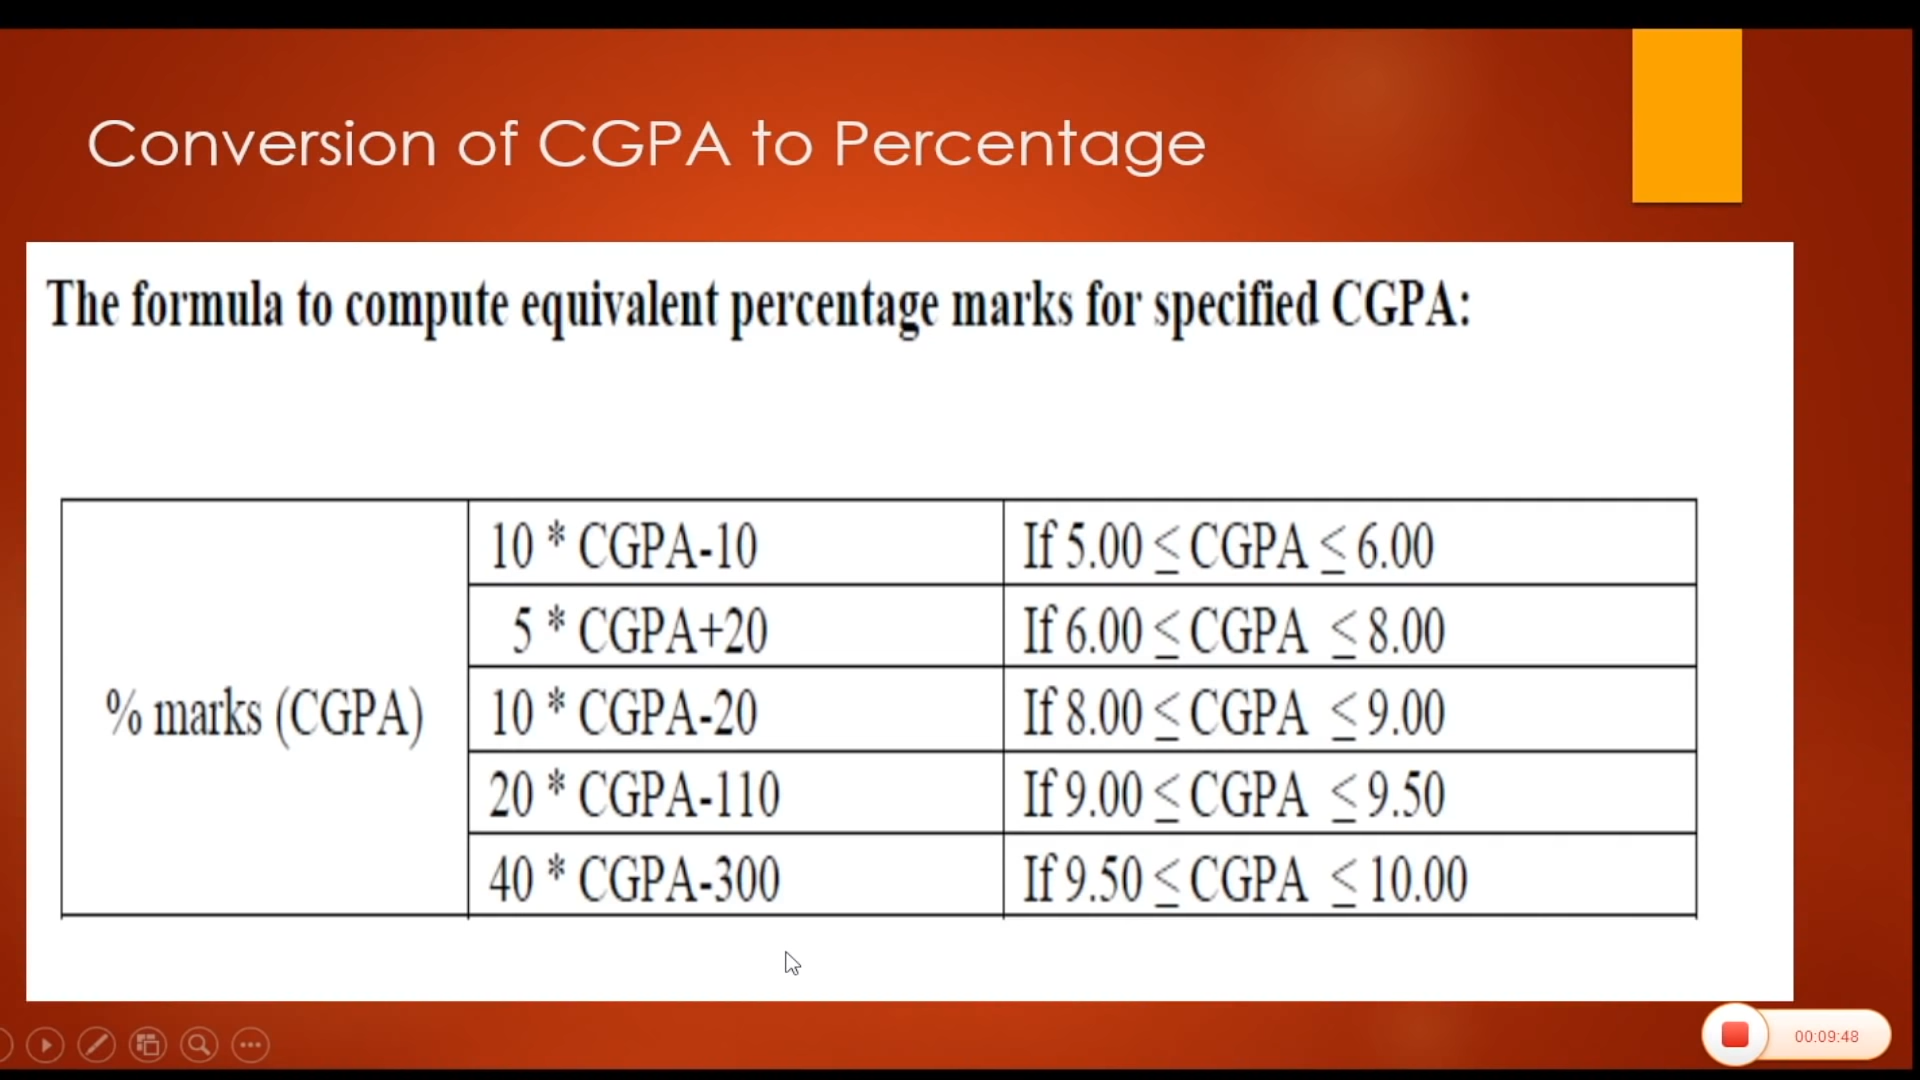 Conversion of CGPA to Percentage
The formula to compute equivalent percentage marks for specified CGPA:
% marks (CGPA)
10 * CGPA-10 If 5.00 ≤ CGPA ≤ 6.00
5 * CGPA+20 If 6.00 ≤ CGPA ≤ 8.00
10 * CGPA-20 If 8.00 ≤ CGPA ≤ 9.00
20 * CGPA-110 If 9.00 ≤ CGPA ≤ 9.50
40 * CGPA-300 If 9.50 ≤ CGPA ≤ 10.00
00:09:48